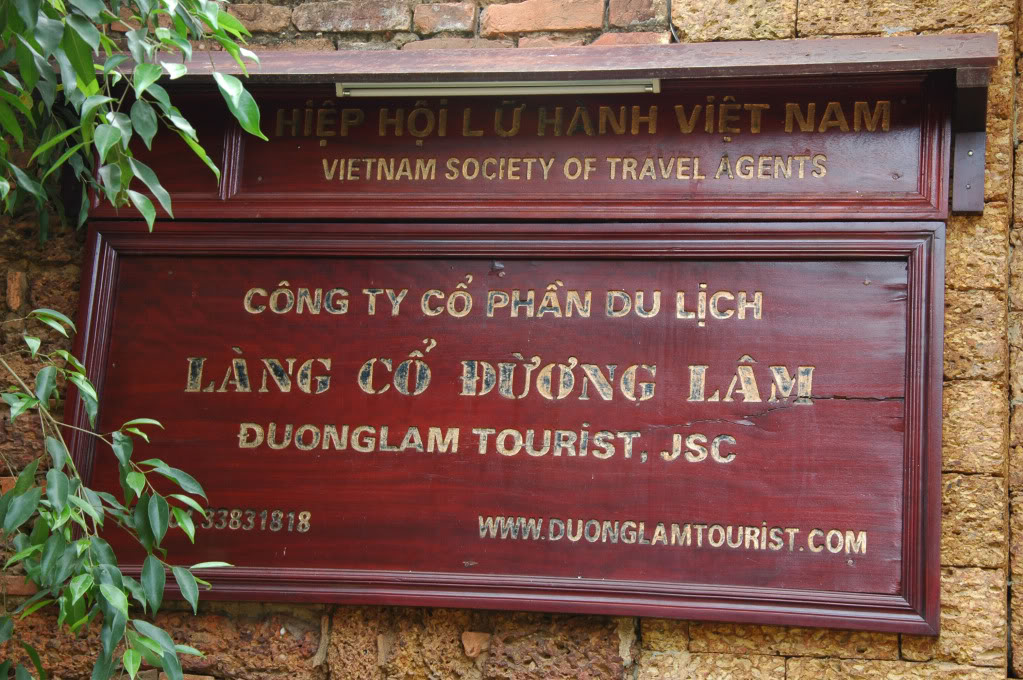 HIỆP HỘI LỮ HÀNH VIỆT NAM
VIETNAM SOCIETY OF TRAVEL AGENTS
CÔNG TY CỔ PHẦN DU LỊCH
LÀNG CỔ ĐƯỜNG LÂM
ĐUONGLAM TOURIST, JSC
33831818
WWW.DUONGLAMTOURIST.COM